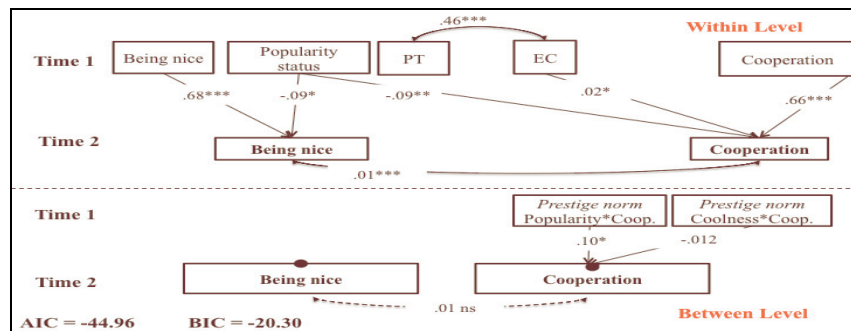 .46***
Within Level
Time 1
Being nice
Popularity
status
PT
EC
Cooperation
.68***
-.09*
-.09**
.02*
.66***
Time 2
Being nice
Cooperation
.01***
Time 1
Prestige norm
Popularity*Coop.
Prestige norm
Coolness*Coop.
.10*
-.012
Time 2
Being nice
Cooperation
.01 ns
AIC = -44.96
BIC = -20.30
Between Level